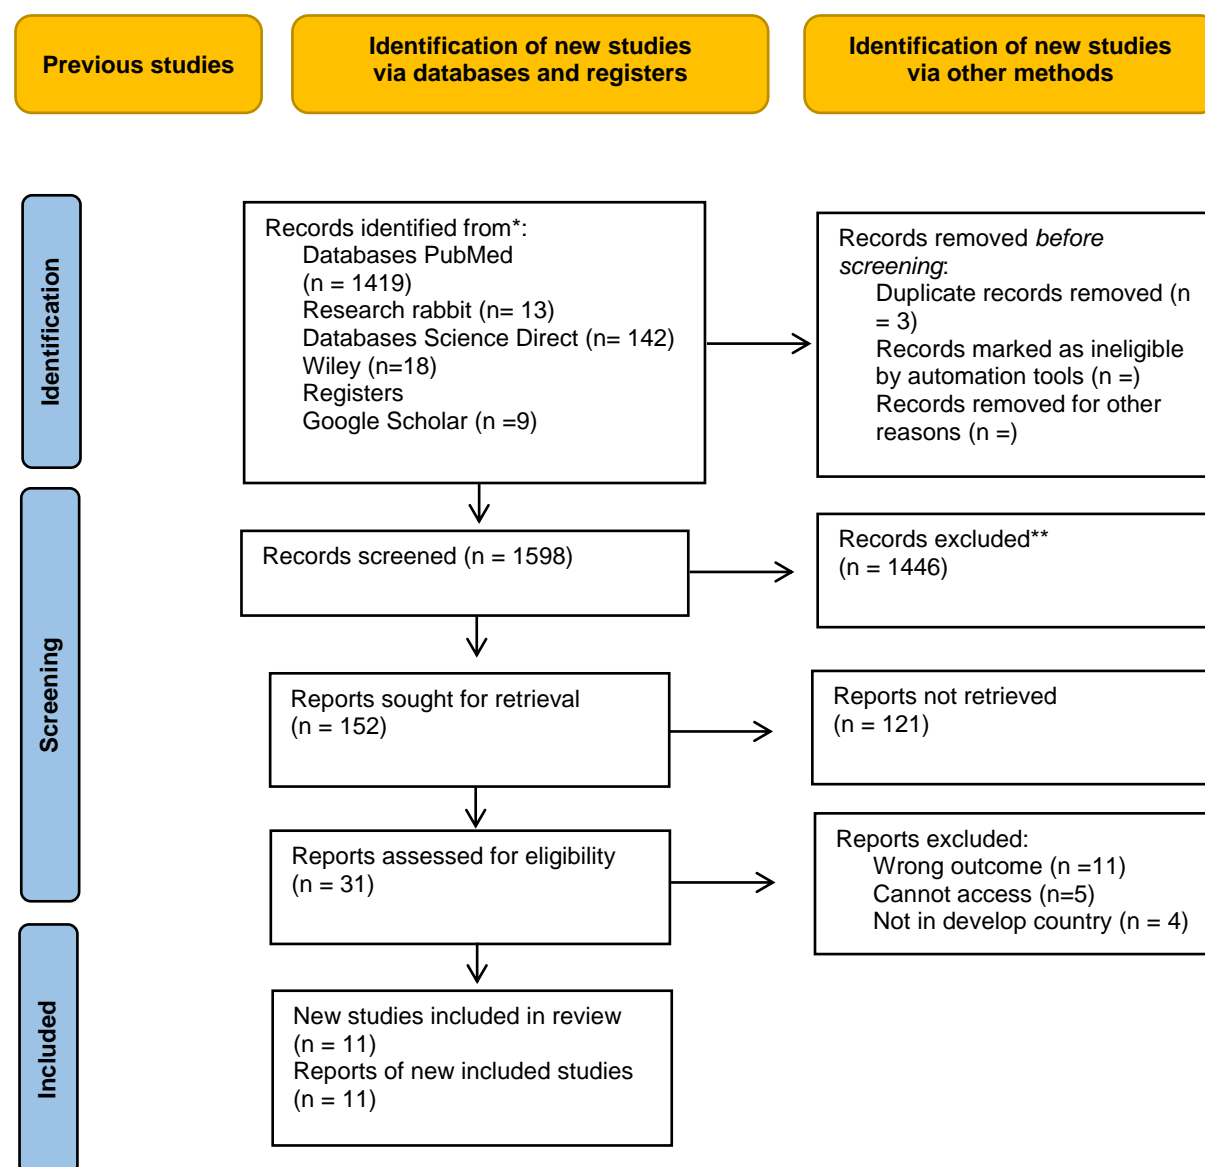 Previous studies
Identification of new studies
via databases and registers
Identification of new studies
via other methods
Identification
Records identified from*:
Databases PubMed
(n = 1419)
Research rabbit (n= 13)
Databases Science Direct (n= 142)
Wiley (n=18)
Registers
Google Scholar (n =9)
Records removed before
screening:
Duplicate records removed (n
= 3)
Records marked as ineligible
by automation tools (n =)
Records removed for other
reasons (n =)
Screening
Records screened (n = 1598)
Records excluded**
(n = 1446)
Reports sought for retrieval
(n = 152)
Reports not retrieved
(n = 121)
Reports assessed for eligibility
(n = 31)
Reports excluded:
Wrong outcome (n =11)
Cannot access (n=5)
Not in develop country (n = 4)
Included
New studies included in review
(n = 11)
Reports of new included studies
(n = 11)